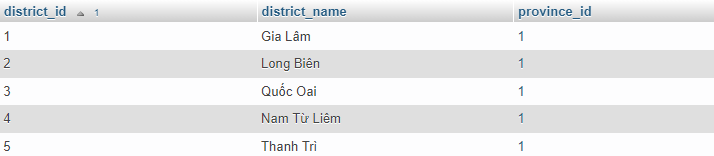 district_id 1 district_name province_id
1 Gia Lâm 1
2 Long Biên 1
3 Quốc Oai 1
4 Nam Từ Liêm 1
5 Thanh Trì 1